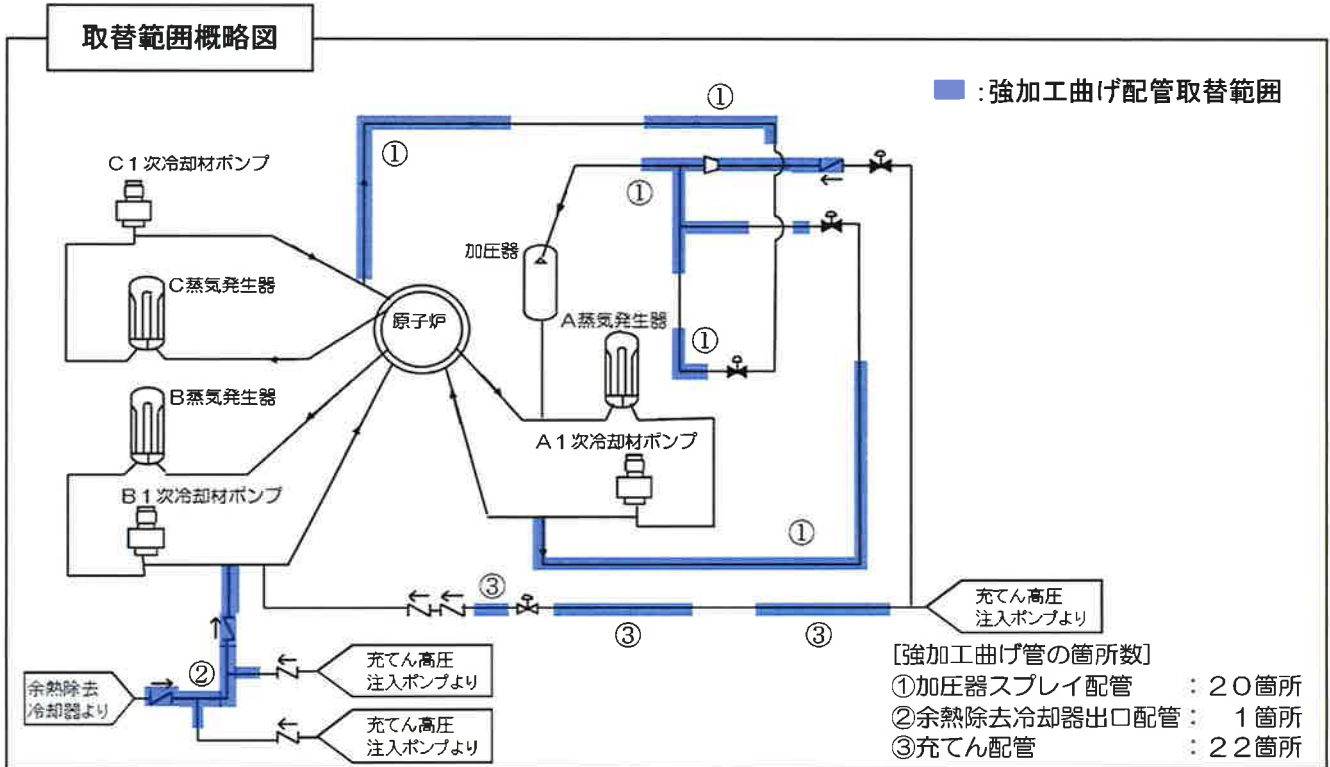 取替範囲概略図
:強加工曲げ配管取替範囲
①
①
C1次冷却材ポンプ
①
加圧器
C蒸気発生器
原子炉
A蒸気発生器
①
B蒸気発生器
A1次冷却材ポンプ
B1次冷却材ポンプ
①
③
③
③
充てん高圧
注入ポンプより
②
充てん高圧
注入ポンプより
余熱除去
冷却器より
充てん高圧
注入ポンプより
[強加工曲げ管の箇所数]
①加圧器スプレイ配管 :20箇所
②余熱除去冷却器出口配管: 1箇所
③充てん配管 :22箇所